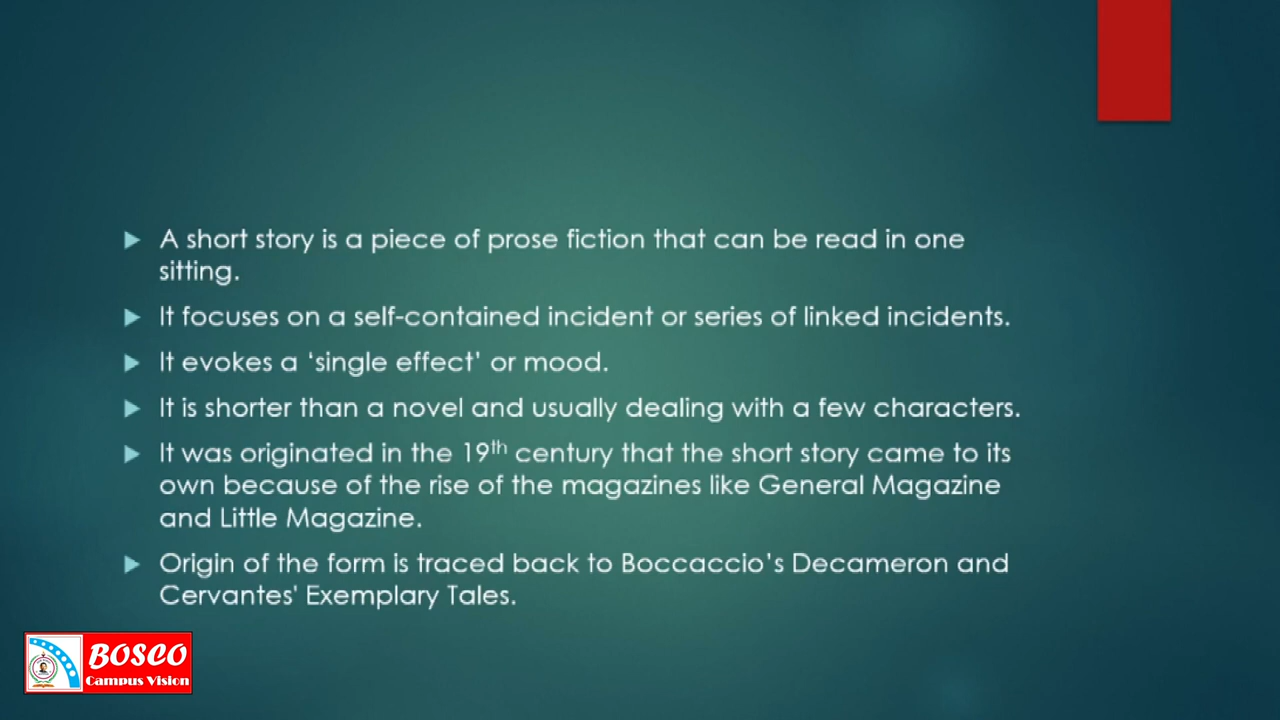 A short story is a piece of prose fiction that can be read in one
sitting.
It focuses on a self-contained incident or series of linked incidents.
It evokes a ‘single effect’ or mood.
It is shorter than a novel and usually dealing with a few characters.
It was originated in the 19th century that the short story came to its
own because of the rise of the magazines like General Magazine
and Little Magazine.
Origin of the form is traced back to Boccaccio’s Decameron and
Cervantes' Exemplary Tales.
BOSCO
Campus Vision